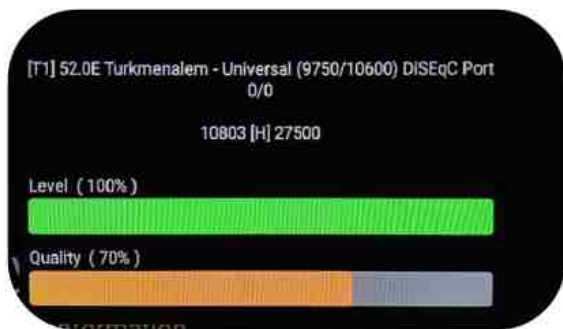 [T1] 52.0E Turkmenalem - Universal (9750/10600) DiSEqC Port
0/0
10803 [H] 27500
Level ( 100% )
Quality ( 70% )